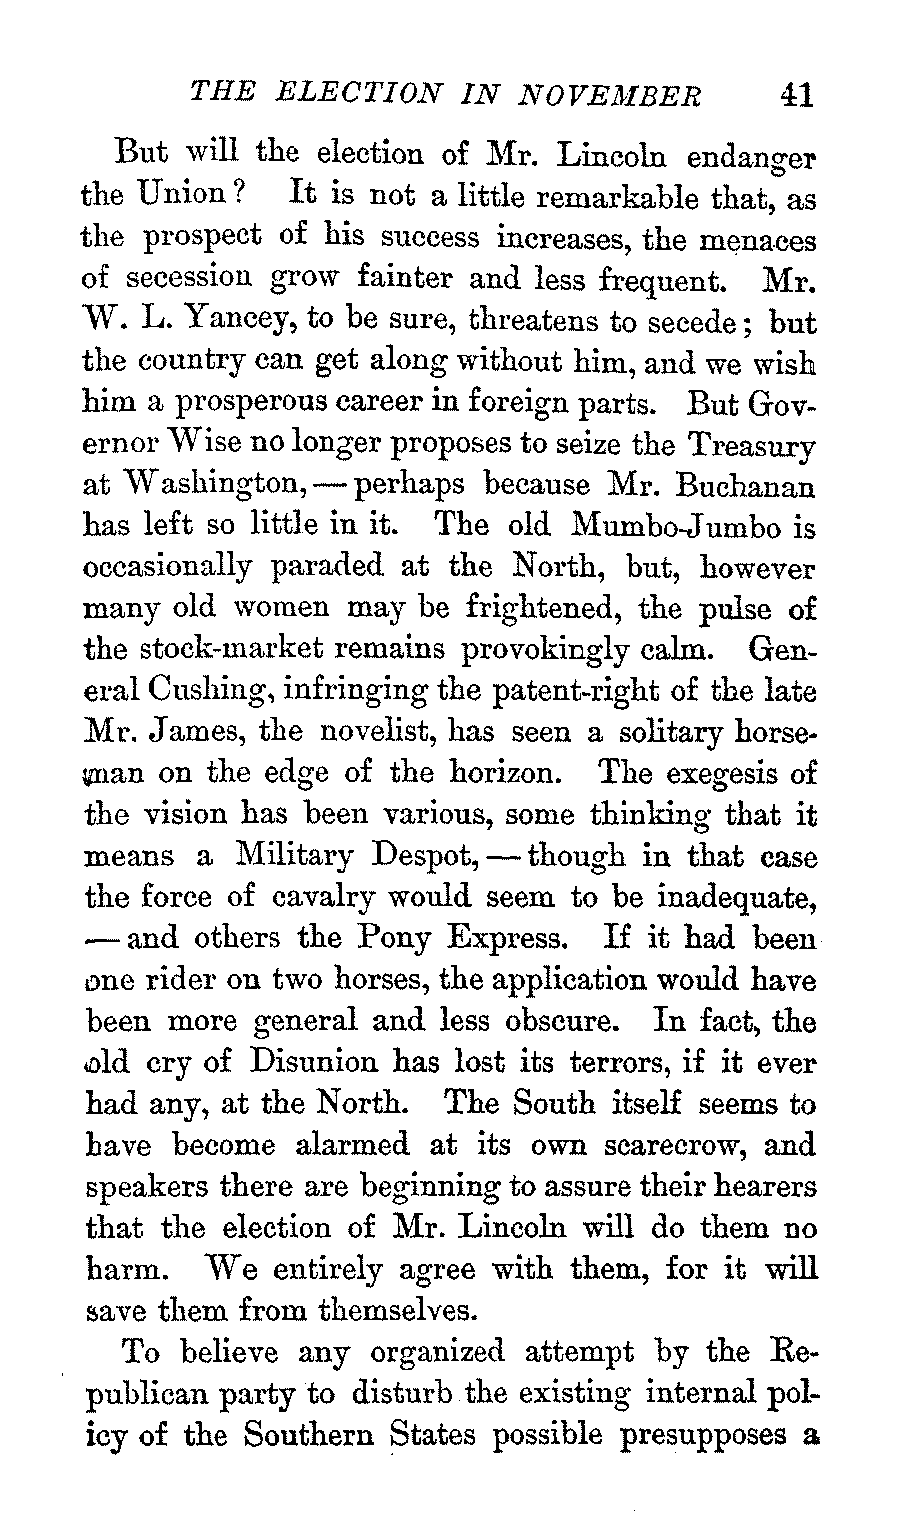 THE ELECTION IN NOVEMBER 41
But will the election of Mr. Lincoln endanger
the Union? It is not a little remarkable that, as
the prospect of his success increases, the menaces
of secession grow fainter and less frequent. Mr.
W. L. Yancey, to be sure, threatens to secede; but
the country can get along without him, and we wish
him a prosperous career in foreign parts. But Gov-
ernor Wise no longer proposes to seize the Treasury
at Washington, — perhaps because Mr. Buchanan
has left so little in it. The old Mumbo-Jumbo is
occasionally paraded at the North, but, however
many old women may be frightened, the pulse of
the stock-market remains provokingly calm. Gen-
eral Cushing, infringing the patent-right of the late
Mr. James, the novelist, has seen a solitary horse-
man on the edge of the horizon. The exegesis of
the vision has been various, some thinking that it
means a Military Despot, — though in that case
the force of cavalry would seem to be inadequate,
— and others the Pony Express. If it had been
one rider on two horses, the application would have
been more general and less obscure. In fact, the
old cry of Disunion has lost its terrors, if it ever
had any, at the North. The South itself seems to
have become alarmed at its own scarecrow, and
speakers there are beginning to assure their hearers
that the election of Mr. Lincoln will do them no
harm. We entirely agree with them, for it will
save them from themselves.
To believe any organized attempt by the Re-
publican party to disturb the existing internal pol-
icy of the Southern States possible presupposes a